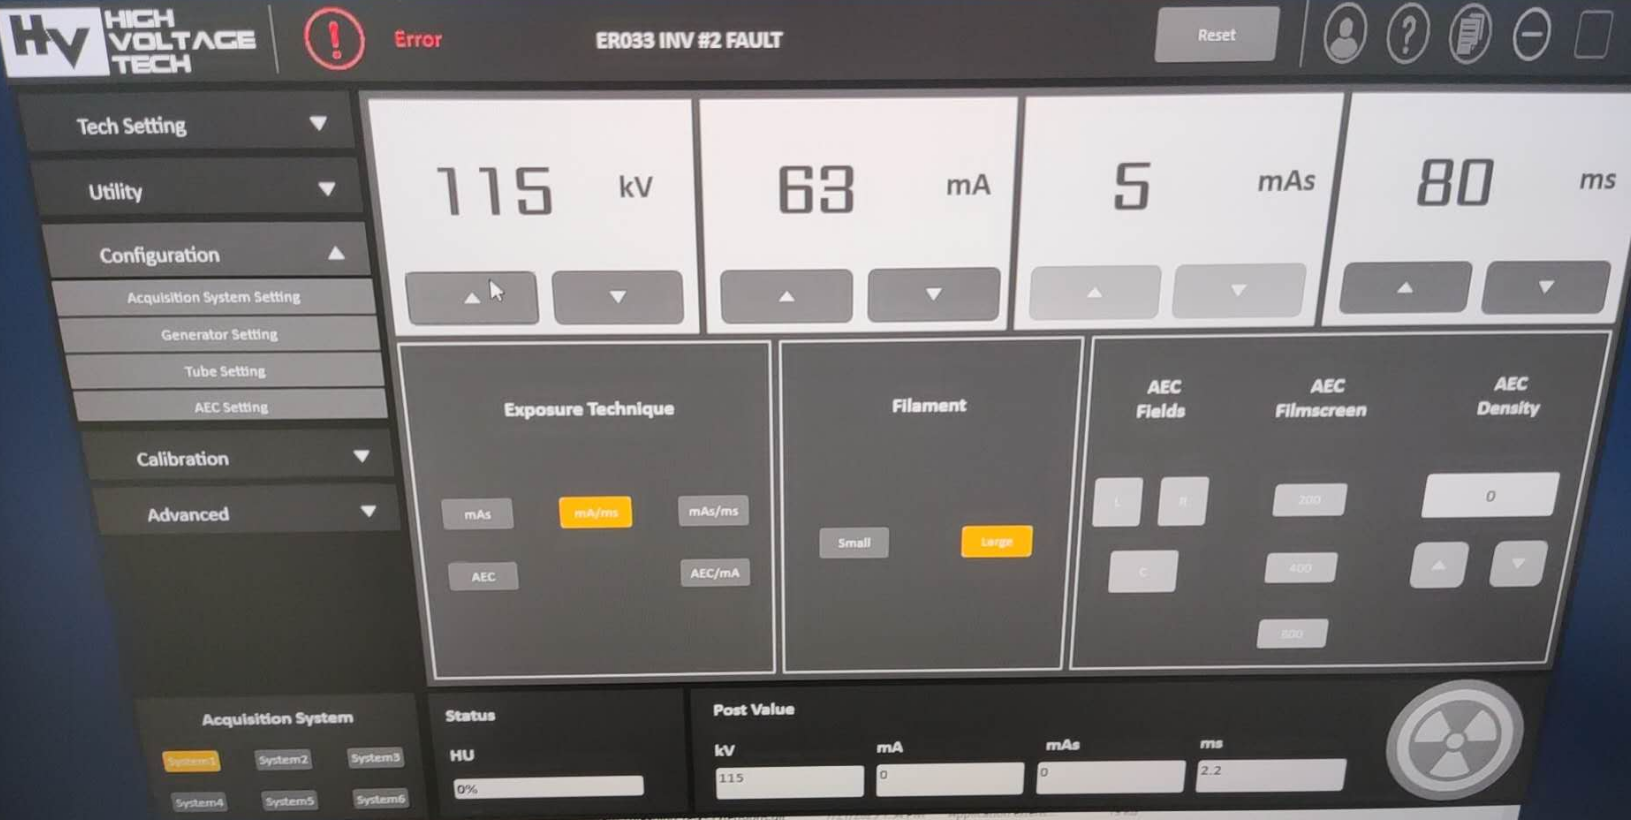 HV HIGH
VOLTAGE
TECH
Error
ER033 INV #2 FAULT
Reset
?
Tech Setting
Utility
Configuration
Acquisition System Setting
Generator Setting
Tube Setting
AEC Setting
Calibration
Advanced
115 kV
63 mA
5 mAs
80 ms
Exposure Technique
mAs mA/ms mAs/ms
AEC AEC/mA
Filament
Small Large
AEC
Fields
L R
C
AEC
Filmscreen
200
400
800
AEC
Density
0
Acquisition System
System1 System2 System3
System4 System5 System6
Status
HU
0%
Post Value
kV mA mAs ms
115 0 0 2.2